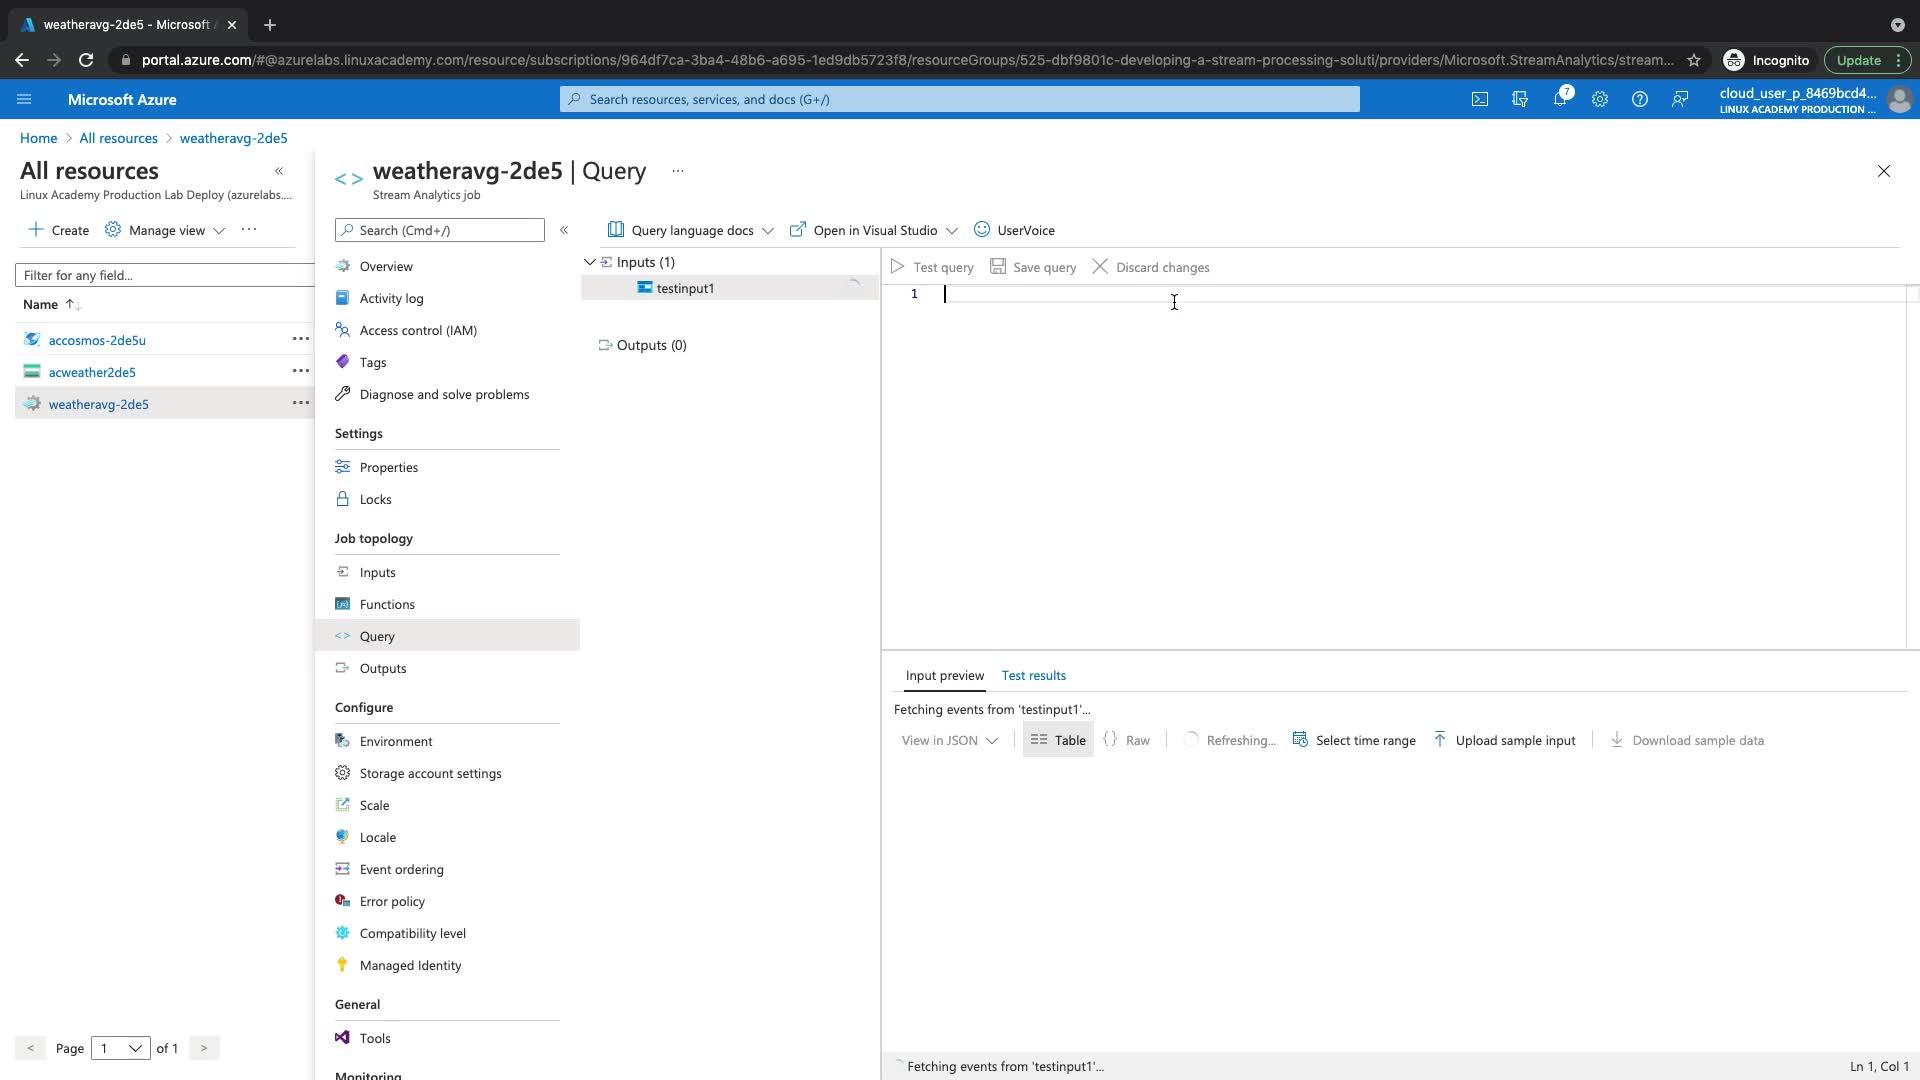 weatheravg-2de5 - Microsoft A
portal.azure.com/#@azurelabs.linuxacademy.com/resource/subscriptions/964df7ca-3ba4-48b6-a695-1ed9db5723f8/resourceGroups/525-dbf9801c-developing-a-stream-processing-soluti/providers/Microsoft.StreamAnalytics/stream...
Incognito
Update
Microsoft Azure
Search resources, services, and docs (G+/)
7
cloud_user_p_8469bcd4...
LINUX ACADEMY PRODUCTION ...
Home > All resources > weatheravg-2de5
All resources
Linux Academy Production Lab Deploy (azurelabs....
Create
Manage view
Filter for any field...
Name
accosmos-2de5u
acweather2de5
weatheravg-2de5
Page 1 of 1
weatheravg-2de5 | Query
Stream Analytics job
Search (Cmd+/)
Overview
Activity log
Access control (IAM)
Tags
Diagnose and solve problems
Settings
Properties
Locks
Job topology
Inputs
Functions
Query
Outputs
Configure
Environment
Storage account settings
Scale
Locale
Event ordering
Error policy
Compatibility level
Managed Identity
General
Tools
Monitoring
Query language docs
Open in Visual Studio
UserVoice
Inputs (1)
testinput1
Outputs (0)
Test query
Save query
Discard changes
1
Input preview
Test results
Fetching events from 'testinput1'...
View in JSON
Table
{} Raw
Refreshing...
Select time range
Upload sample input
Download sample data
Fetching events from 'testinput1'...
Ln 1, Col 1